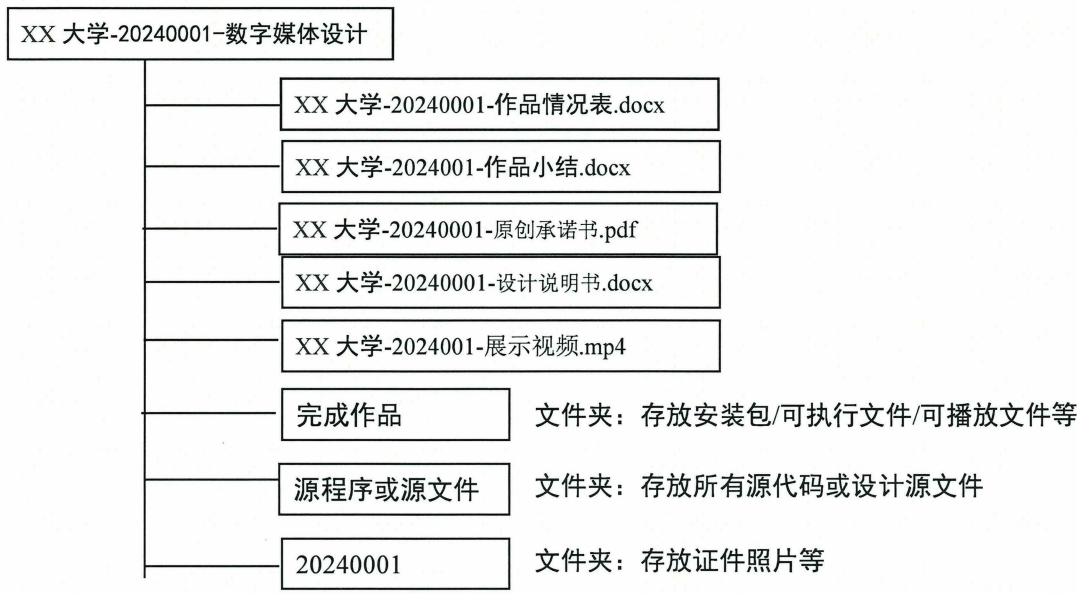 XX 大学-20240001-数字媒体设计
XX 大学-20240001-作品情况表.docx
XX 大学-2024001-作品小结.docx
XX 大学-20240001-原创承诺书.pdf
XX 大学-20240001-设计说明书.docx
XX 大学-2024001-展示视频.mp4
完成作品 文件夹：存放安装包/可执行文件/可播放文件等
源程序或源文件 文件夹：存放所有源代码或设计源文件
20240001 文件夹：存放证件照片等